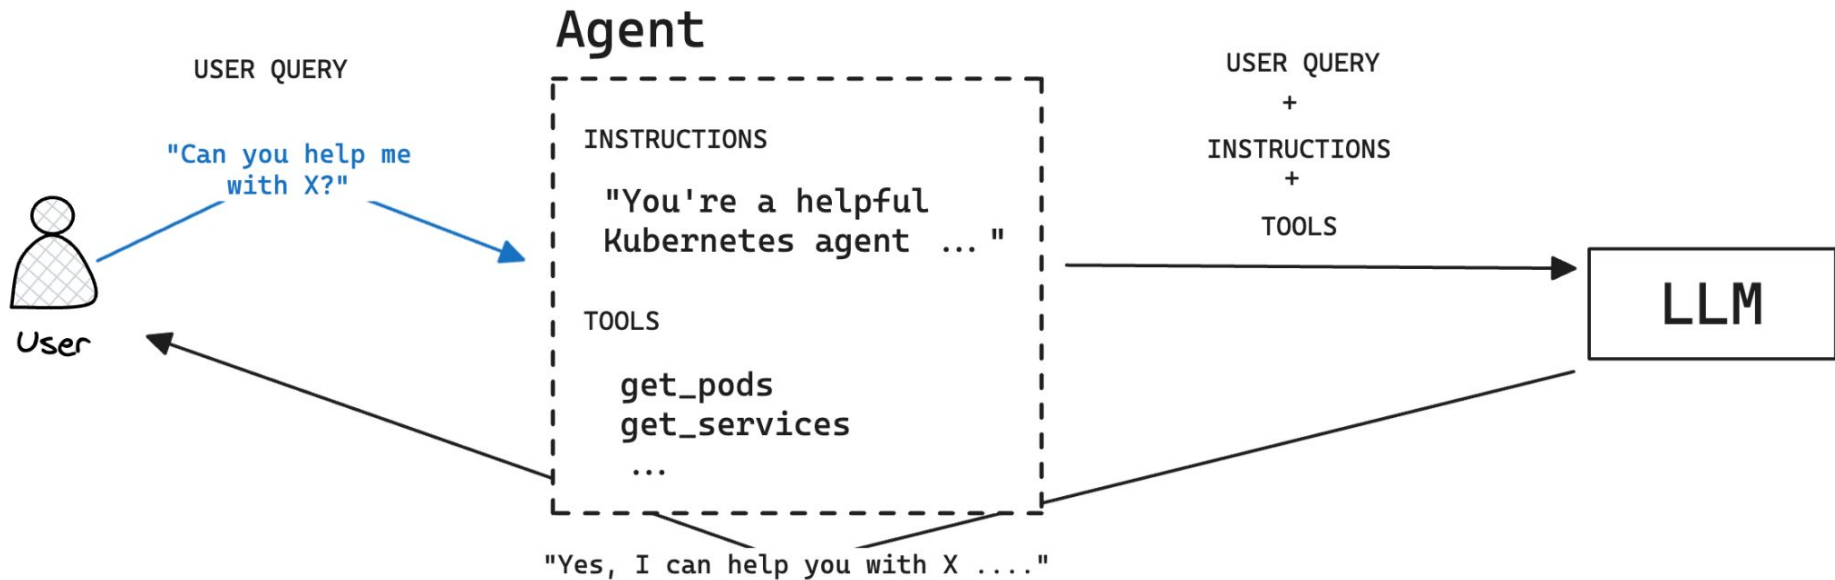 Agent
USER QUERY
"Can you help me
with X?"
User
INSTRUCTIONS
"You're a helpful
Kubernetes agent ... "
TOOLS
get_pods
get_services
...
USER QUERY
+
INSTRUCTIONS
+
TOOLS
LLM
"Yes, I can help you with X ...."